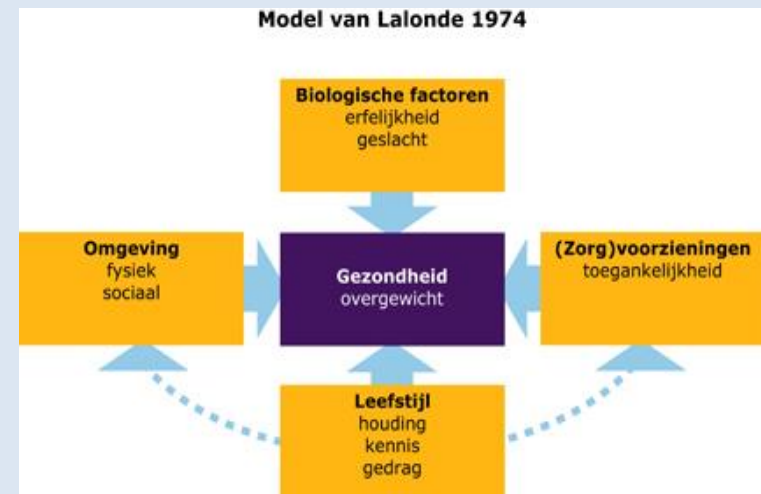 Model van Lalonde 1974
Biologische factoren
erfelijkheid
geslacht
Omgeving
fysiek
sociaal
Gezondheid
overgewicht
(Zorg)voorzieningen
toegankelijkheid
Leefstijl
houding
kennis
gedrag